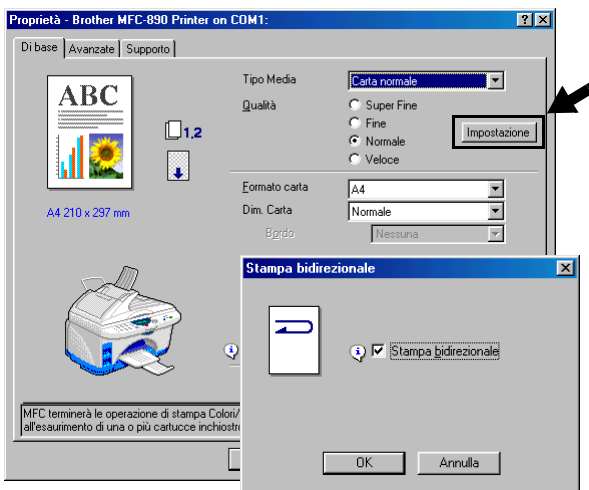 Proprietà - Brother MFC-890 Printer on COM1:
Di base Avanzate Supporto
ABC
1,2
A4 210 x 297 mm
Tipo Media Carta normale
Qualità Super Fine
Fine
Normale
Veloce
Impostazione
Formato carta A4
Dim. Carta Normale
Bordo Nessuna
MFC terminerà le operazione di stampa Colori/
all'esaurimento di una o più cartucce inchiostro
Stampa bidirezionale
Stampa bidirezionale
OK Annulla